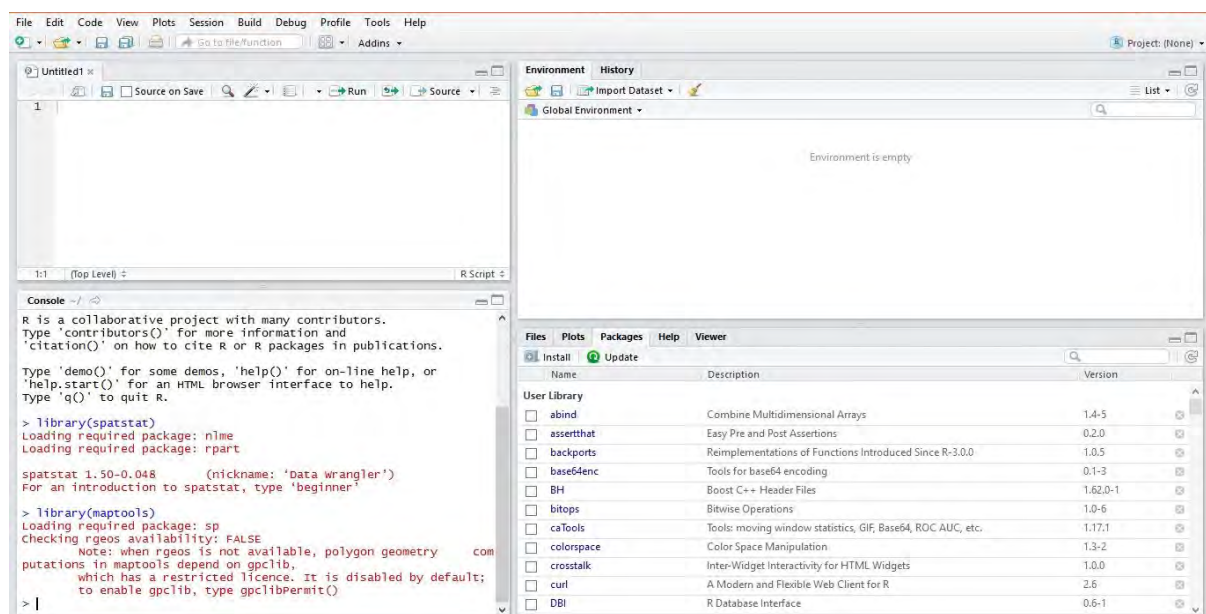 File Edit Code View Plots Session Build Debug Profile Tools Help
Go to file/function Addins Project: (None)
Untitled1
Source on Save Run Source
1
1:1 (Top Level) R Script
Console ~/
R is a collaborative project with many contributors.
Type 'contributors()' for more information and
'citation()' on how to cite R or R packages in publications.
Type 'demo()' for some demos, 'help()' for on-line help, or
'help.start()' for an HTML browser interface to help.
Type 'q()' to quit R.
> library(spatstat)
Loading required package: nlme
Loading required package: rpart
spatstat 1.50-0.048 (nickname: ‘Data Wrangler’)
For an introduction to spatstat, type ‘beginner’
> library(maptools)
Loading required package: sp
Checking rgeos availability: FALSE
Note: when rgeos is not available, polygon geometry com
putations in maptools depend on gpclib,
which has a restricted licence. It is disabled by default;
to enable gpclib, type gpclibPermit()
>
Environment History
Import Dataset List
Global Environment
Environment is empty
Files Plots Packages Help Viewer
Install Update
Name Description Version
User Library
abind Combine Multidimensional Arrays 1.4-5
assertthat Easy Pre and Post Assertions 0.2.0
backports Reimplementations of Functions Introduced Since R-3.0.0 1.0.5
base64enc Tools for base64 encoding 0.1-3
BH Boost C++ Header Files 1.62.0-1
bitops Bitwise Operations 1.0-6
caTools Tools: moving window statistics, GIF, Base64, ROC AUC, etc. 1.17.1
colorspace Color Space Manipulation 1.3-2
crosstalk Inter-Widget Interactivity for HTML Widgets 1.0.0
curl A Modern and Flexible Web Client for R 2.6
DBI R Database Interface 0.6-1